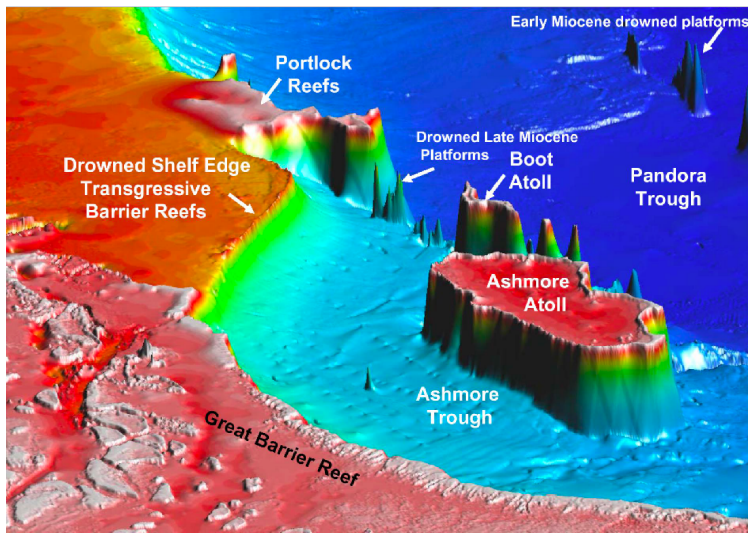 Early Miocene drowned platforms
Portlock
Reefs
Drowned Late Miocene
Platforms
Boot
Atoll
Drowned Shelf Edge
Transgressive
Barrier Reefs
Pandora
Trough
Ashmore
Atoll
Ashmore
Trough
Great Barrier Reef